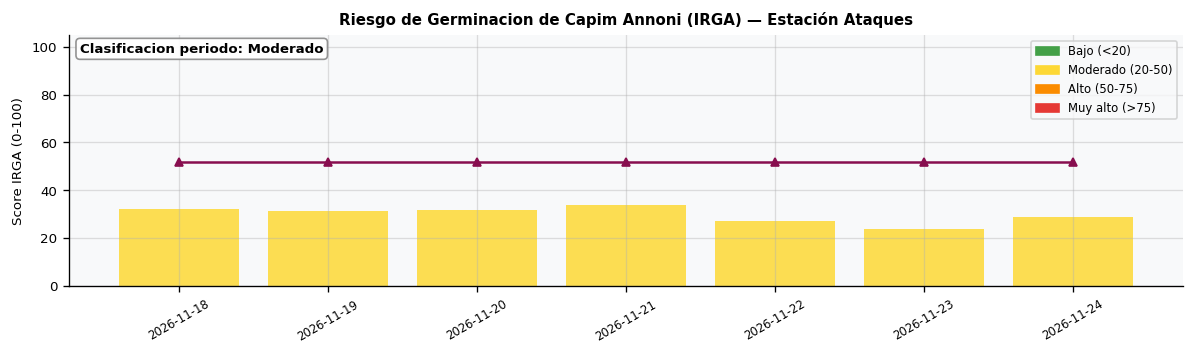 Riesgo de Germinacion de Capim Annoni (IRGA) — Estación Ataques
Clasificacion periodo: Moderado
Bajo (<20)
Moderado (20-50)
Alto (50-75)
Muy alto (>75)
Score IRGA (0-100)
100
80
60
40
20
0
2026-11-18
2026-11-19
2026-11-20
2026-11-21
2026-11-22
2026-11-23
2026-11-24